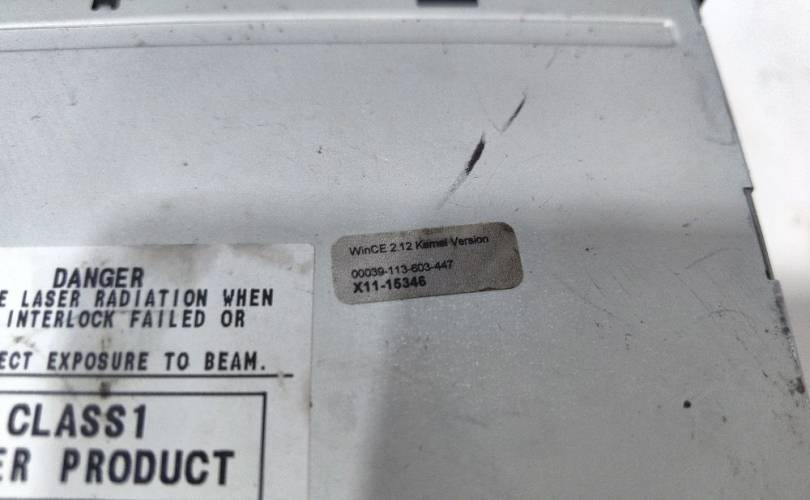 WinCE 2.12 Kernel Version
00039-113-603-447
X11-15346
DANGER
E LASER RADIATION WHEN
INTERLOCK FAILED OR
ECT EXPOSURE TO BEAM.
CLASS1
ER PRODUCT